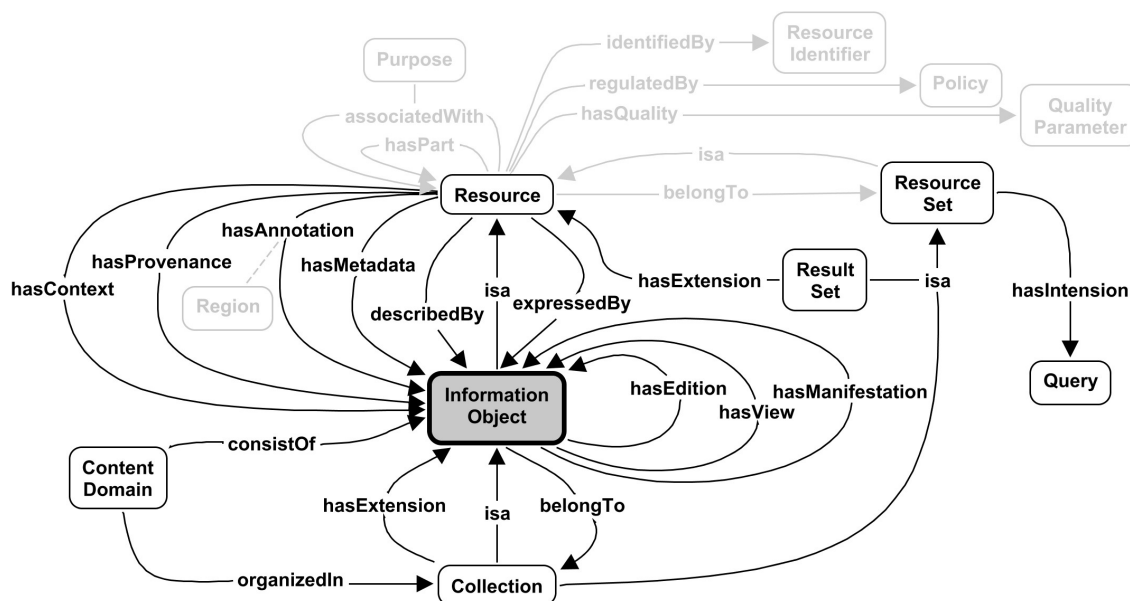 identifiedBy
Resource
Identifier
Purpose
regulatedBy
Policy
associatedWith
hasQuality
Quality
Parameter
hasPart
isa
Resource
belongTo
Resource
Set
hasAnnotation
hasProvenance
hasMetadata
hasContext
Region
isa
describedBy
expressedBy
hasExtension
Result
Set
isa
hasIntension
Information
Object
hasEdition
hasView
hasManifestation
Query
consistOf
Content
Domain
hasExtension
isa
belongTo
organizedIn
Collection